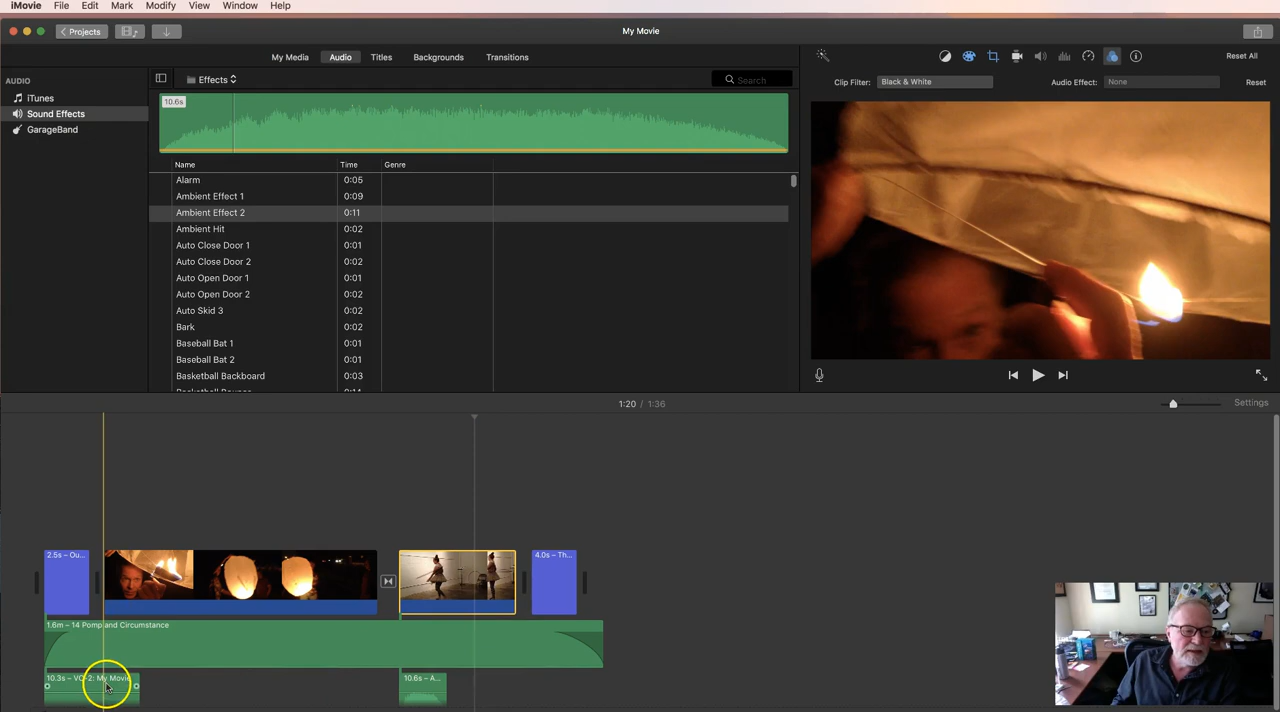 iMovie File Edit Mark Modify View Window Help
Projects My Movie
My Media Audio Titles Backgrounds Transitions Reset All
AUDIO Effects Search Clip Filter: Black & White Audio Effect: None Reset
iTunes
Sound Effects
GarageBand
10.6s
Name Time Genre
Alarm 0:05
Ambient Effect 1 0:09
Ambient Effect 2 0:11
Ambient Hit 0:02
Auto Close Door 1 0:01
Auto Close Door 2 0:02
Auto Open Door 1 0:01
Auto Open Door 2 0:02
Auto Skid 3 0:02
Bark 0:02
Baseball Bat 1 0:01
Baseball Bat 2 0:01
Basketball Backboard 0:03
1:20 / 1:36 Settings
2.5s – Ou... 4.0s – Th...
1.6m – 14 Pomp and Circumstance
10.3s – VO-2: My Movie 10.6s – A...